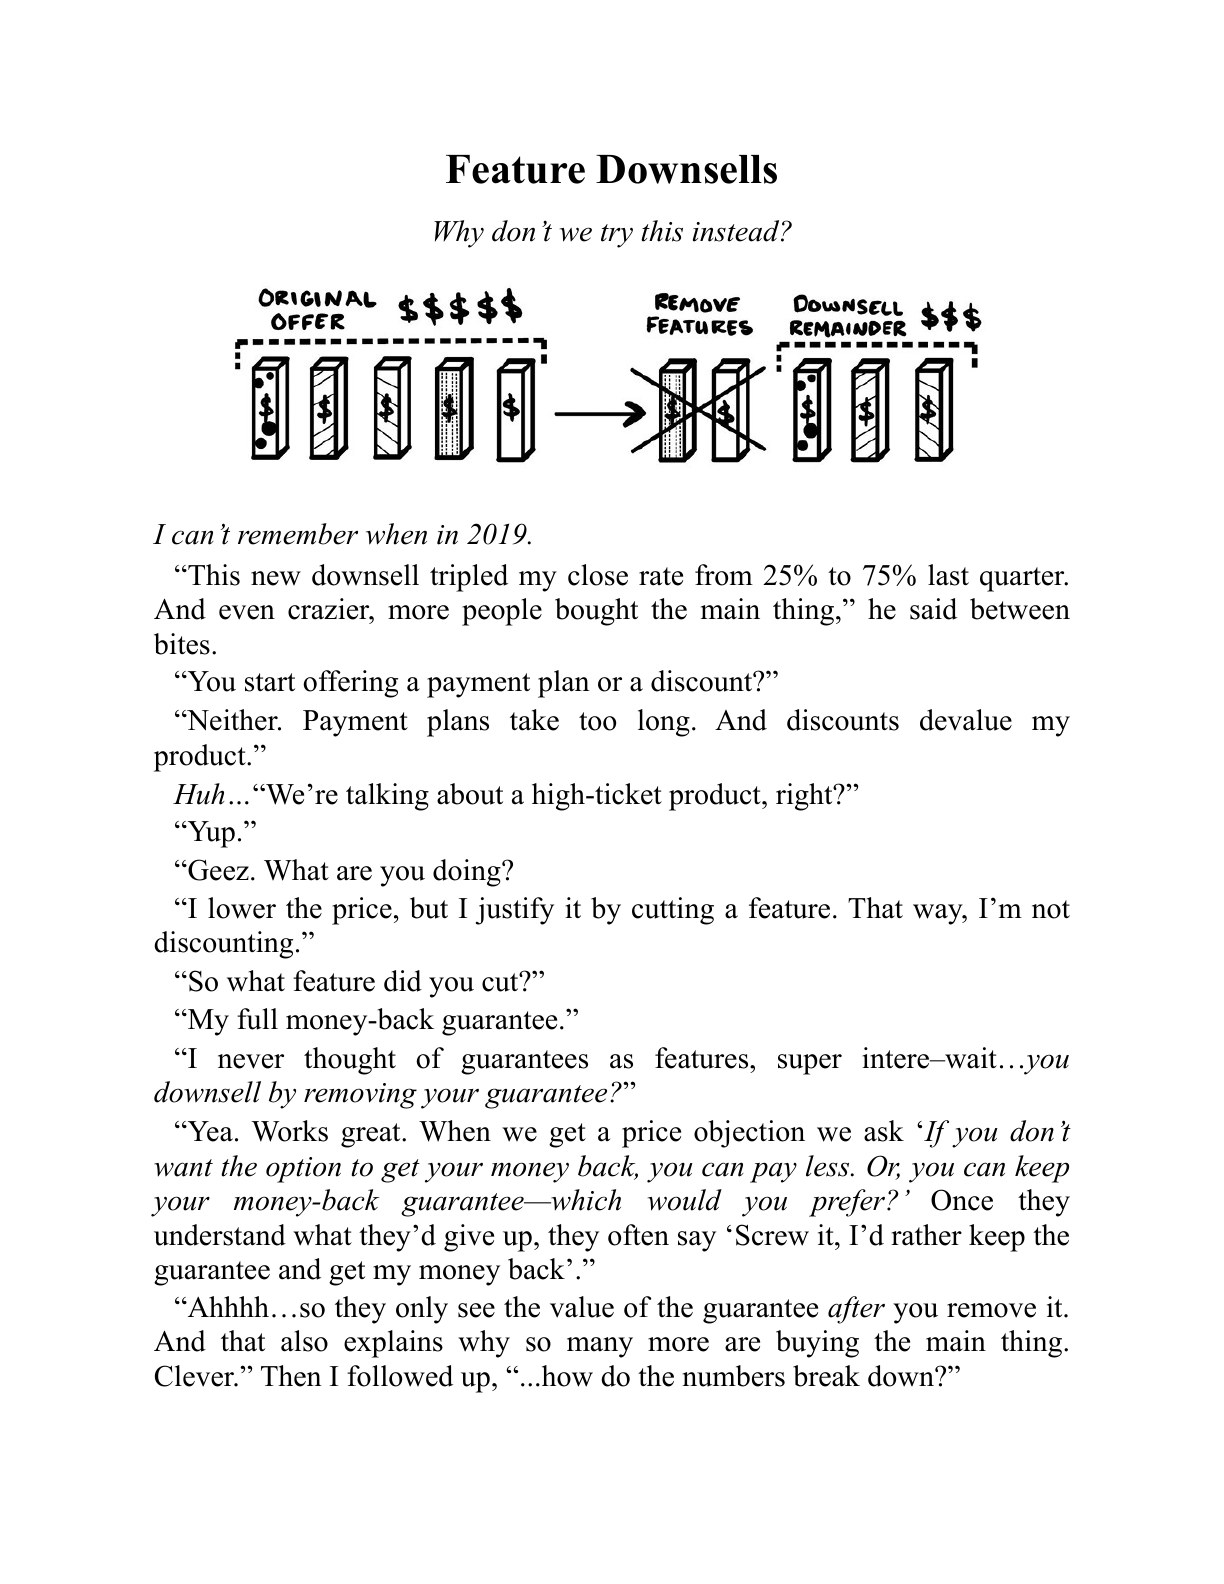 Feature Downsells
Why don’t we try this instead?
ORIGINAL OFFER $$$$$
REMOVE FEATURES
DOWNSELL REMAINDER $$$
$ $ $ $ $
$ $
$ $ $
I can’t remember when in 2019.
“This new downsell tripled my close rate from 25% to 75% last quarter.
And even crazier, more people bought the main thing,” he said between
bites.
“You start offering a payment plan or a discount?”
“Neither. Payment plans take too long. And discounts devalue my
product.”
Huh…“We’re talking about a high-ticket product, right?”
“Yup.”
“Geez. What are you doing?
“I lower the price, but I justify it by cutting a feature. That way, I’m not
discounting.”
“So what feature did you cut?”
“My full money-back guarantee.”
“I never thought of guarantees as features, super intere–wait…you
downsell by removing your guarantee?”
“Yea. Works great. When we get a price objection we ask ‘If you don’t
want the option to get your money back, you can pay less. Or, you can keep
your money-back guarantee—which would you prefer?’ Once they
understand what they’d give up, they often say ‘Screw it, I’d rather keep the
guarantee and get my money back’.”
“Ahhhh…so they only see the value of the guarantee after you remove it.
And that also explains why so many more are buying the main thing.
Clever.” Then I followed up, “...how do the numbers break down?”